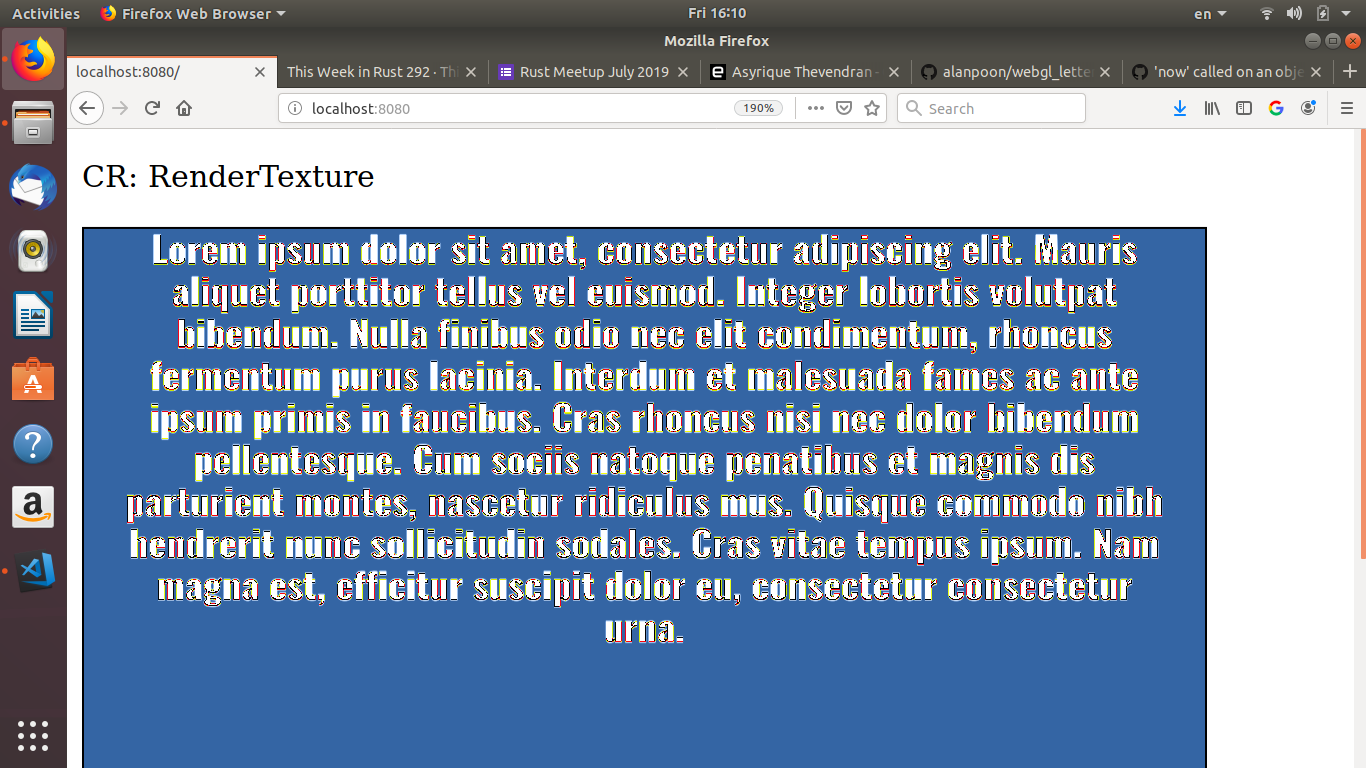 Activities Firefox Web Browser Fri 16:10 en
Mozilla Firefox
localhost:8080/ This Week in Rust 292 · Thi Rust Meetup July 2019 Asyrique Thevendran - alanpoon/webgl_lette 'now' called on an obje
localhost:8080 190% Search
CR: RenderTexture
Lorem ipsum dolor sit amet, consectetur adipiscing elit. Mauris
aliquet porttitor tellus vel euismod. Integer lobortis volutpat
bibendum. Nulla finibus odio nec elit condimentum, rhoncus
fermentum purus lacinia. Interdum et malesuada fames ac ante
ipsum primis in faucibus. Cras rhoncus nisi nec dolor bibendum
pellentesque. Cum sociis natoque penatibus et magnis dis
parturient montes, nascetur ridiculus mus. Quisque commodo nibh
hendrerit nunc sollicitudin sodales. Cras vitae tempus ipsum. Nam
magna est, efficitur suscipit dolor eu, consectetur consectetur
urna.